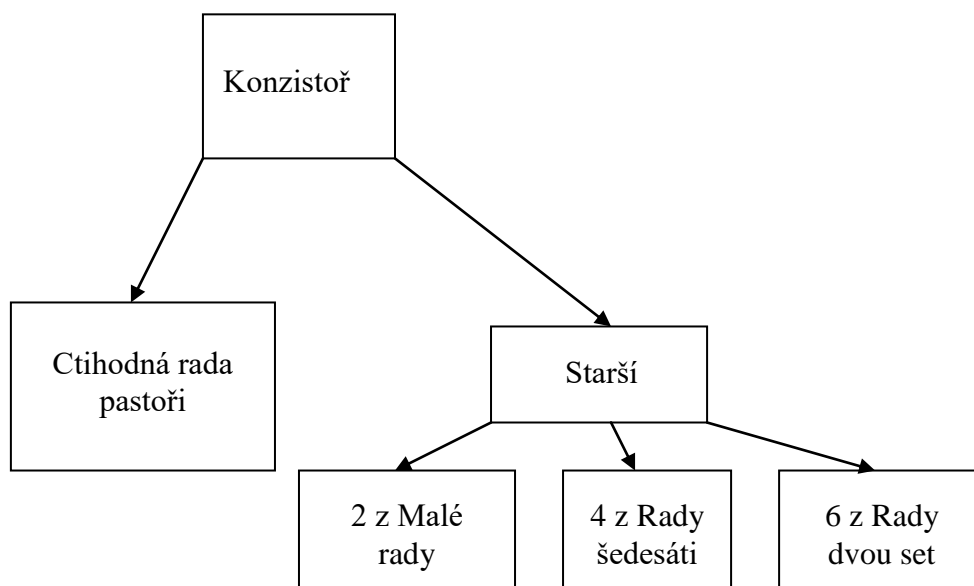 Konzistoř
Ctihodná rada
pastoři
Starší
2 z Malé
rady
4 z Rady
šedesáti
6 z Rady
dvou set